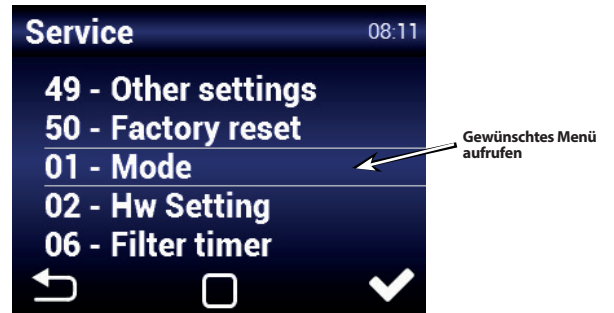 Service 08:11
49 - Other settings
50 - Factory reset
01 - Mode
02 - Hw Setting
06 - Filter timer
Gewünschtes Menü
aufrufen